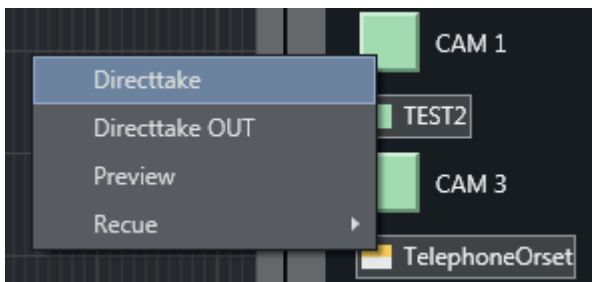 Directtake
Directtake OUT
Preview
Recue
CAM 1
TEST2
CAM 3
TelephoneOrset